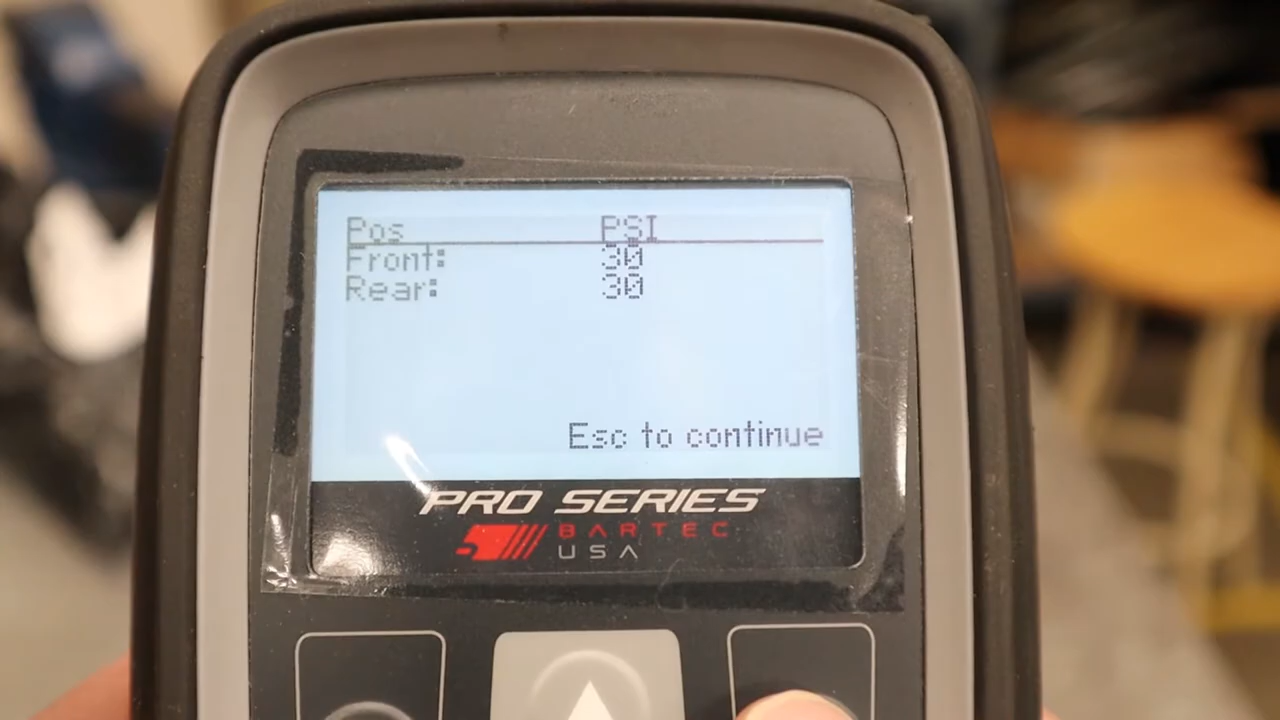 Pos PSI
Front: 30
Rear: 30
Esc to continue
PRO SERIES
BARTEC
USA